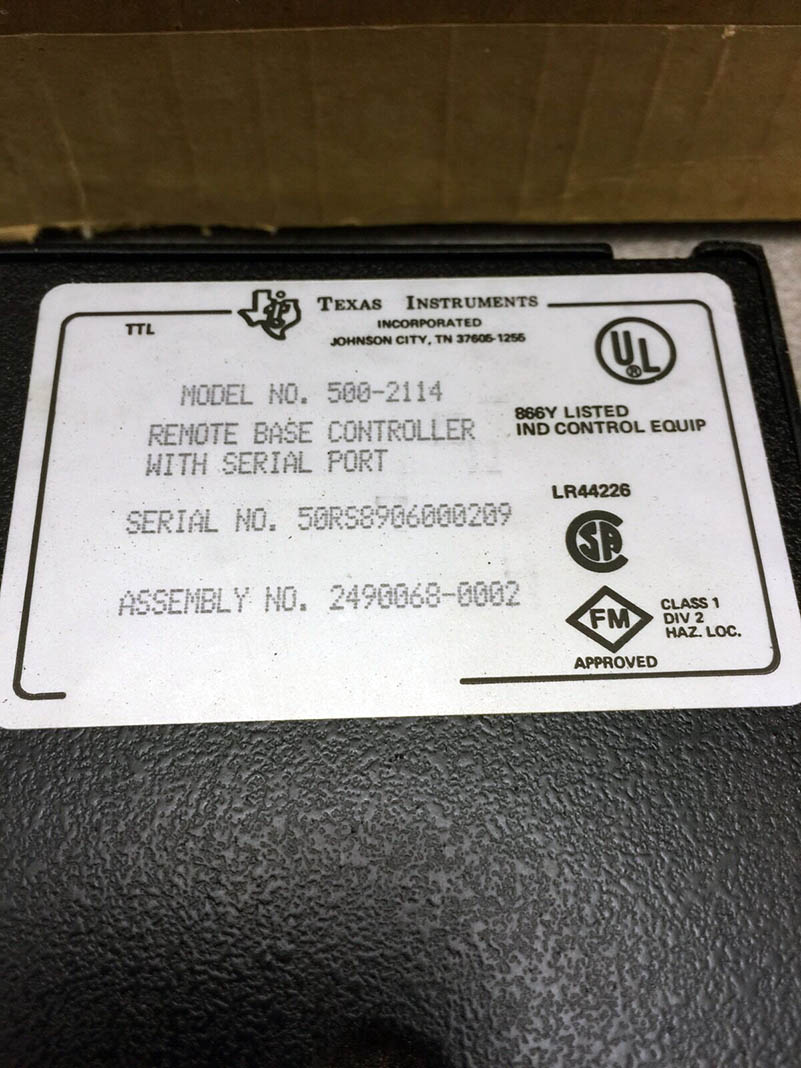 TTL
TEXAS INSTRUMENTS
INCORPORATED
JOHNSON CITY, TN 37605-1255
UL
®
MODEL NO. 500-2114
REMOTE BASE CONTROLLER
WITH SERIAL PORT
866Y LISTED
IND CONTROL EQUIP
SERIAL NO. 50RS8906000209
LR44226
SA
ASSEMBLY NO. 2490068-0002
FM
APPROVED
CLASS 1
DIV 2
HAZ. LOC.